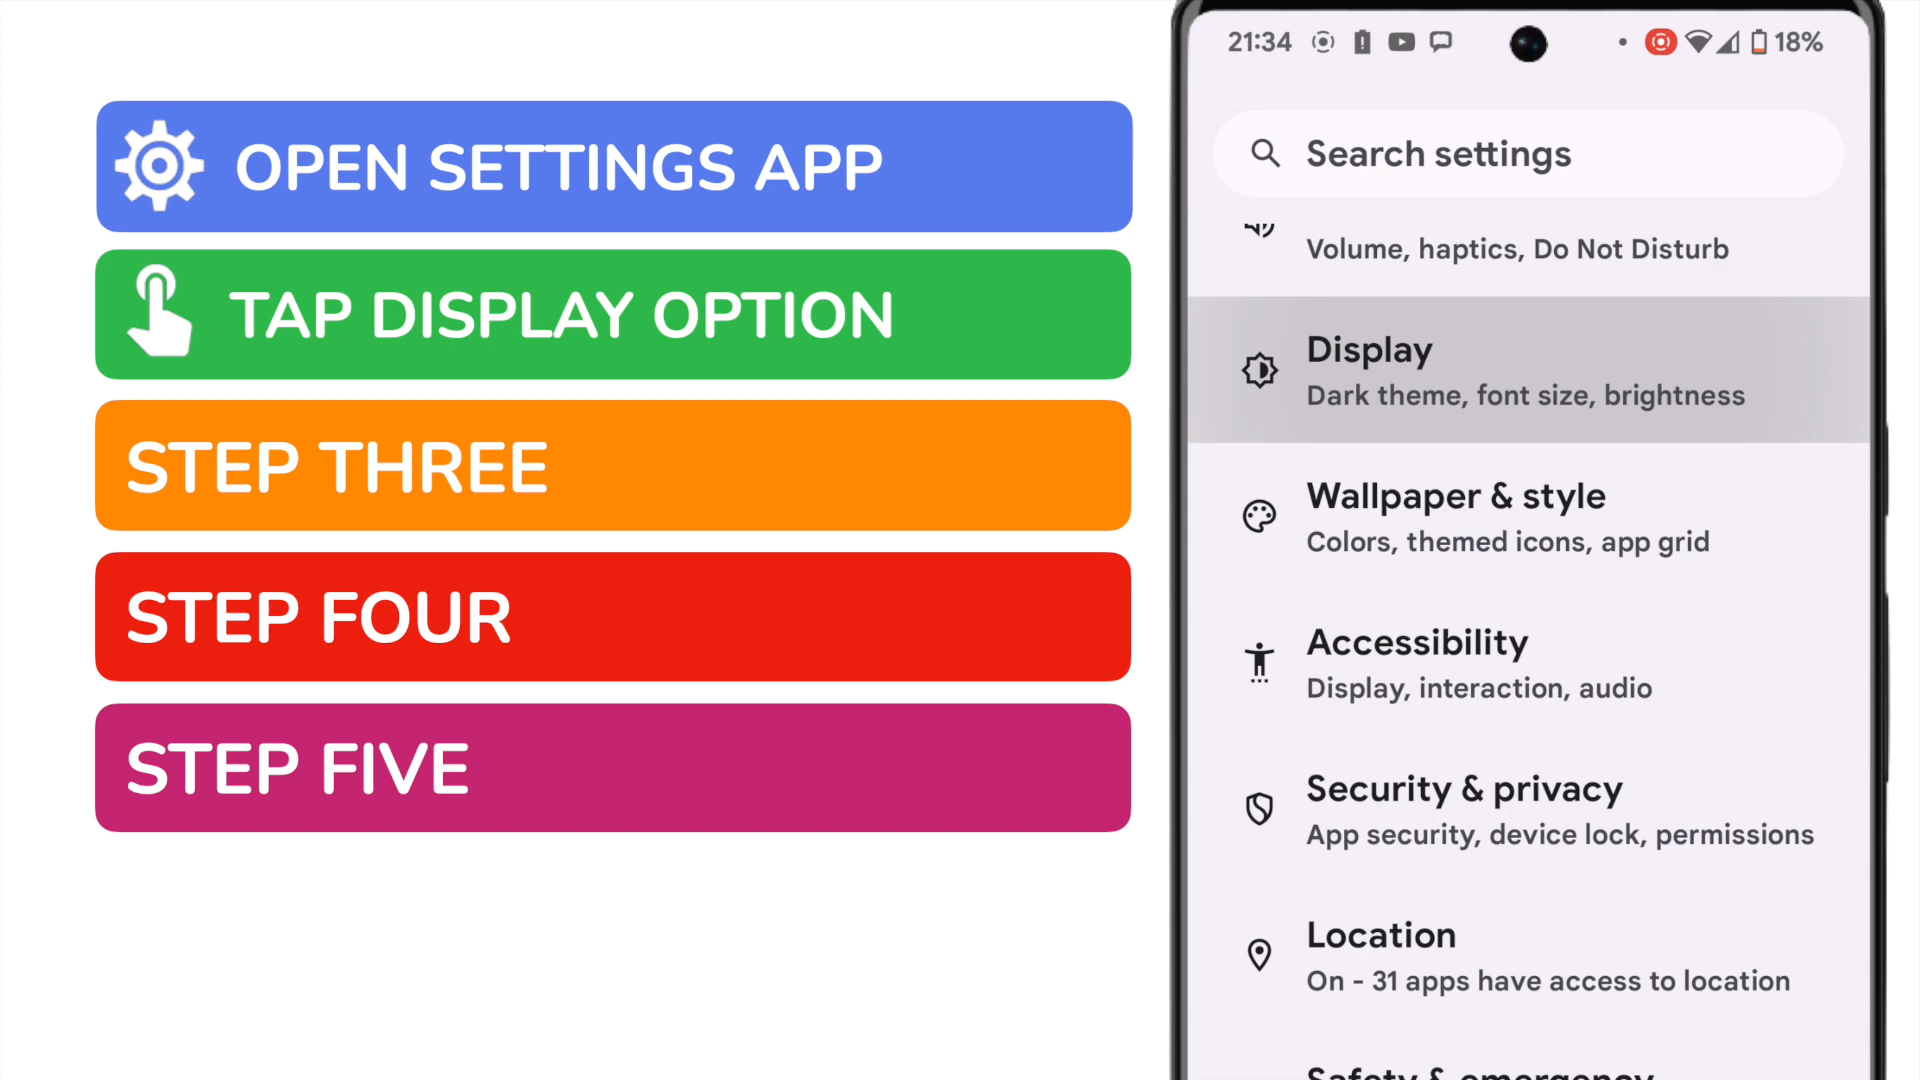 OPEN SETTINGS APP
TAP DISPLAY OPTION
STEP THREE
STEP FOUR
STEP FIVE
21:34
18%
Search settings
Volume, haptics, Do Not Disturb
Display
Dark theme, font size, brightness
Wallpaper & style
Colors, themed icons, app grid
Accessibility
Display, interaction, audio
Security & privacy
App security, device lock, permissions
Location
On - 31 apps have access to location
Safety & emergency